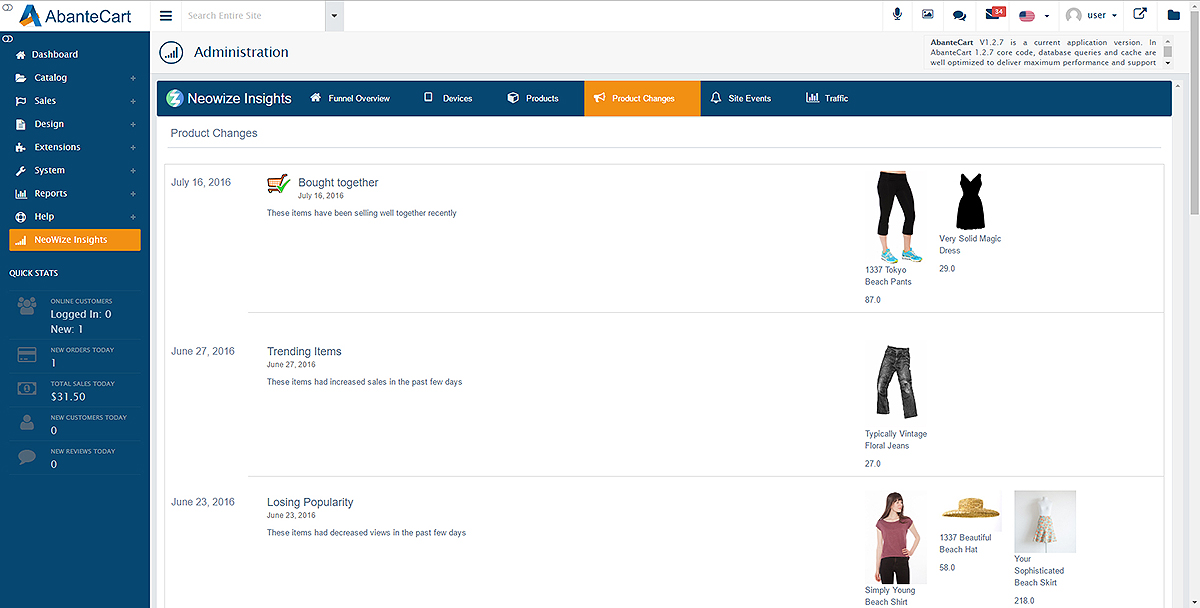 AbanteCart
Search Entire Site
34
user
Dashboard
Catalog +
Sales +
Design +
Extensions +
System +
Reports +
Help +
NeoWize Insights
QUICK STATS
ONLINE CUSTOMERS
Logged In: 0
New: 1
NEW ORDERS TODAY
1
TOTAL SALES TODAY
$31.50
NEW CUSTOMERS TODAY
0
NEW REVIEWS TODAY
0
Administration
AbanteCart V1.2.7 is a current application version. In
AbanteCart 1.2.7 core code, database queries and cache are
well optimized to deliver maximum performance and support
Neowize Insights Funnel Overview Devices Products Product Changes Site Events Traffic
Product Changes
July 16, 2016
Bought together
July 16, 2016
These items have been selling well together recently
1337 Tokyo
Beach Pants
87.0
Very Solid Magic
Dress
29.0
June 27, 2016
Trending Items
June 27, 2016
These items had increased sales in the past few days
Typically Vintage
Floral Jeans
27.0
June 23, 2016
Losing Popularity
June 23, 2016
These items had decreased views in the past few days
Simply Young
Beach Shirt
1337 Beautiful
Beach Hat
58.0
Your
Sophisticated
Beach Skirt
218.0